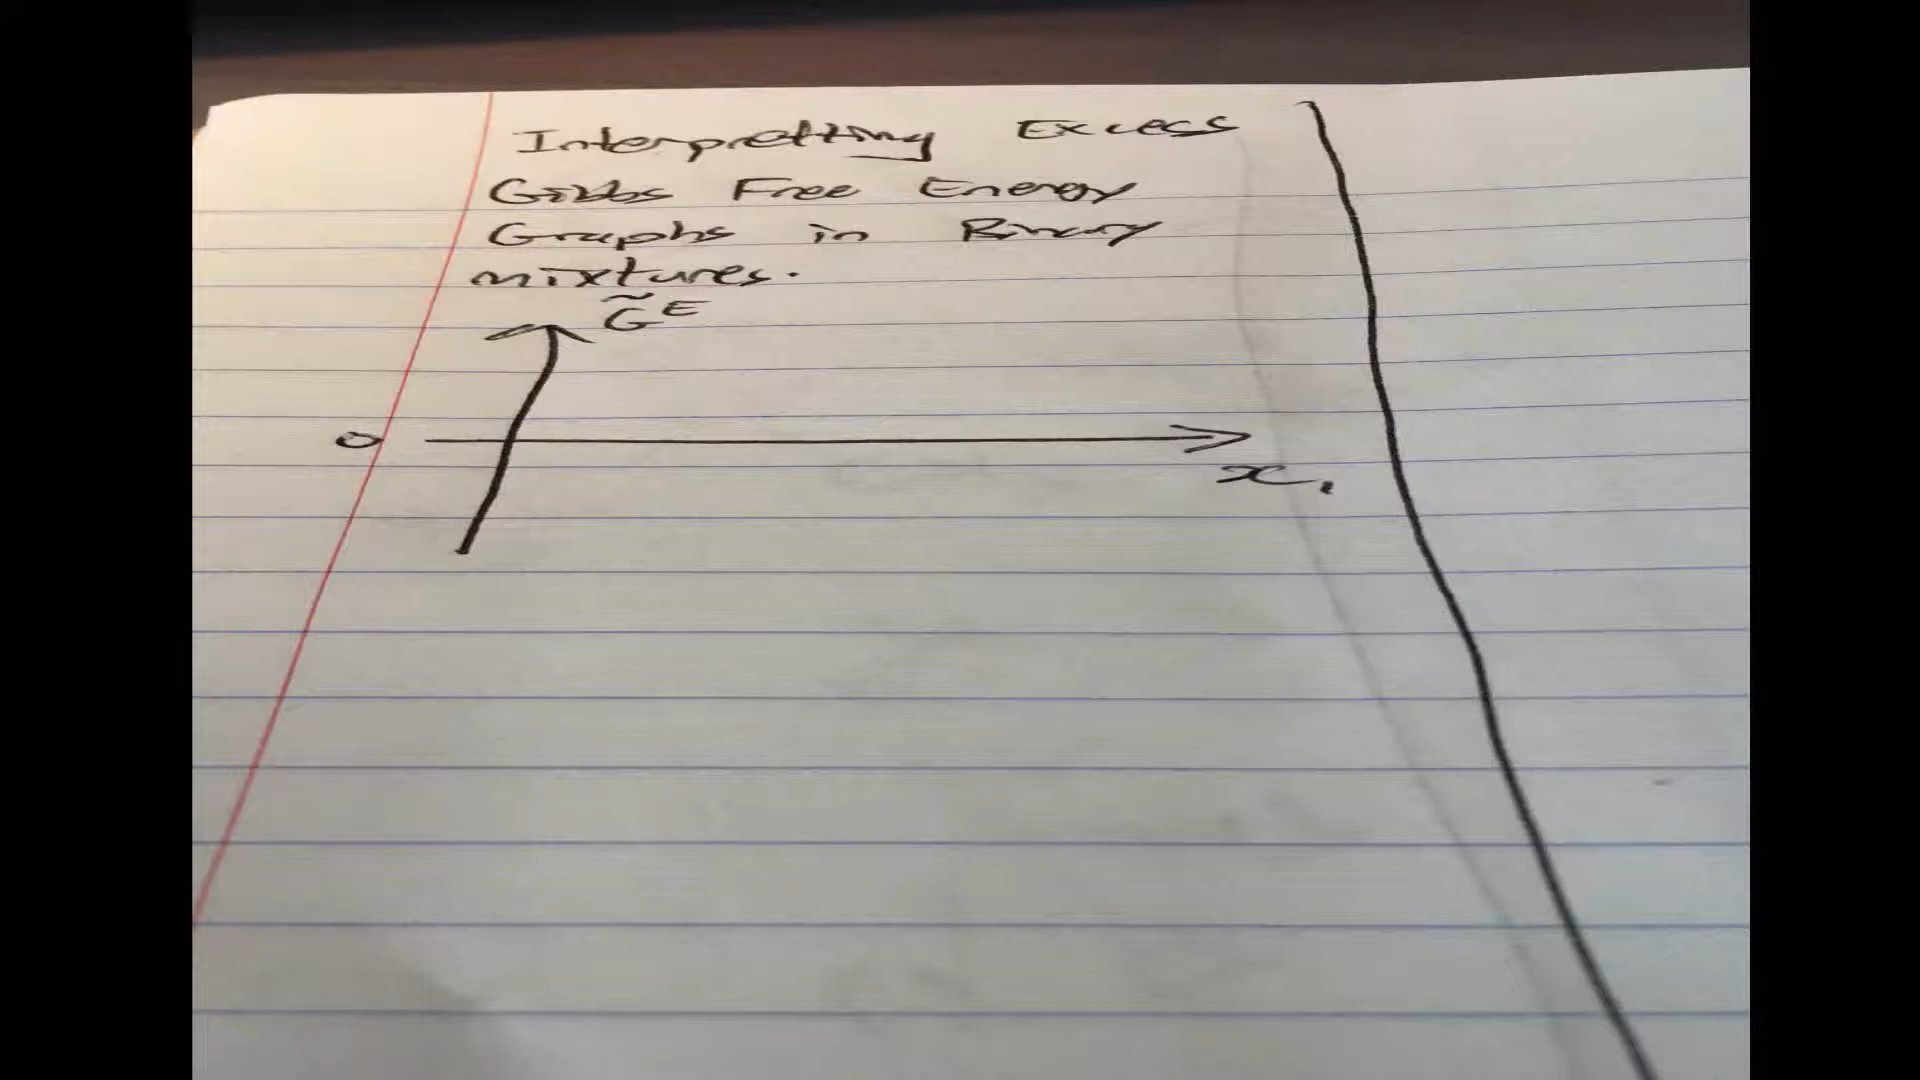 Interpretting Excess
Gibbs Free Energy
Graphs in Binary
mixtures.
G̃ᴱ
0
x₁